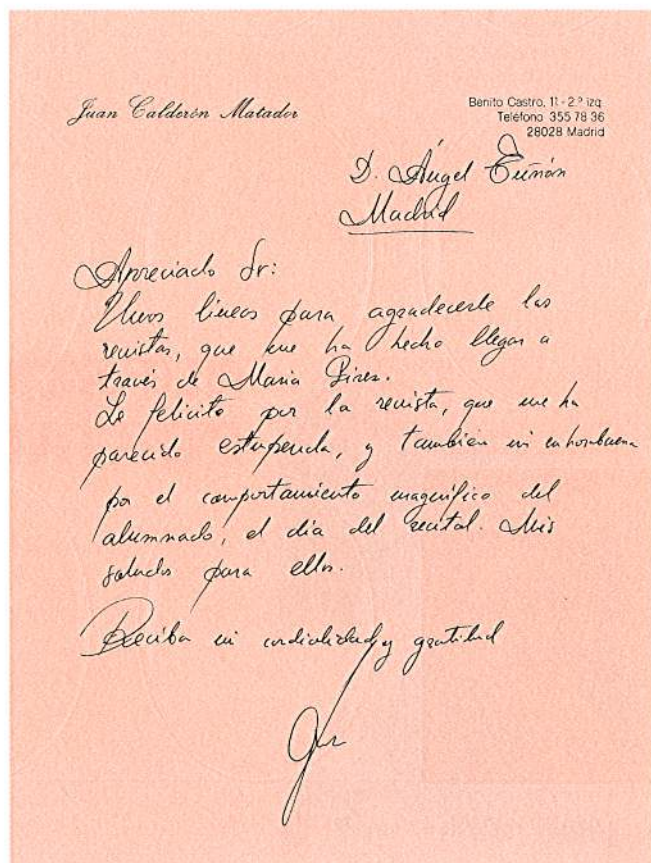 Juan Calderón Matador
Benito Castro, 11 - 2.º izq.
Teléfono 355 78 36
28028 Madrid
D. Ángel
Madrid
Apreciado Sr:
Unas líneas para agradecerle las
revistas, que me ha hecho llegar a
través de María Pires.
Le felicito por la revista, que me ha
parecido estupenda, y también mi enhorabuena
por el comportamiento magnífico del
alumnado, el día del recital. Mis
saludos para ellos.
Reciba mi cordialidad y gratitud